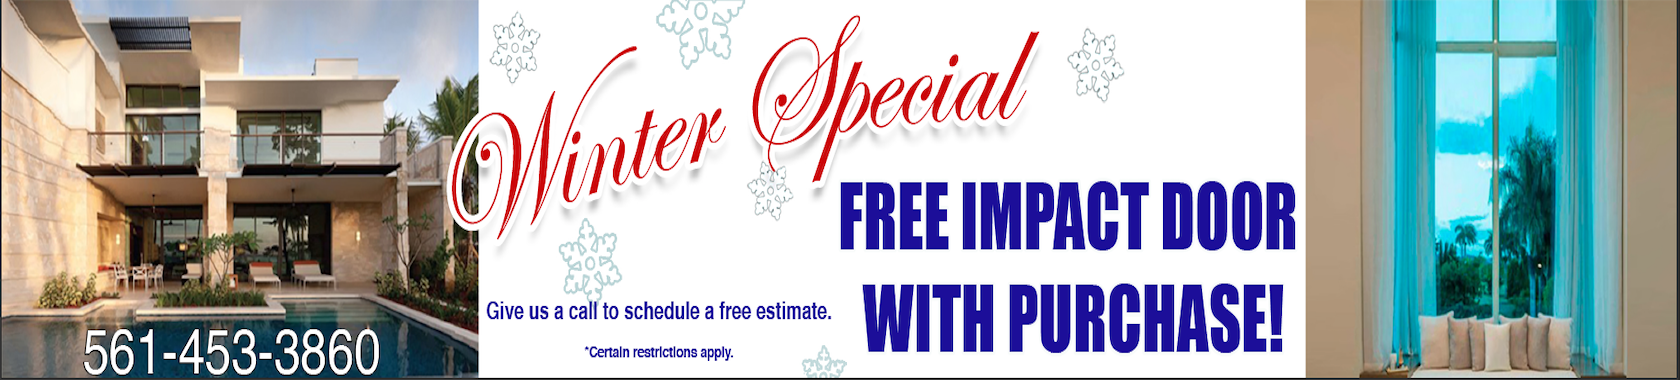 Winter Special
FREE IMPACT DOOR
WITH PURCHASE!
Give us a call to schedule a free estimate.
*Certain restrictions apply.
561-453-3860